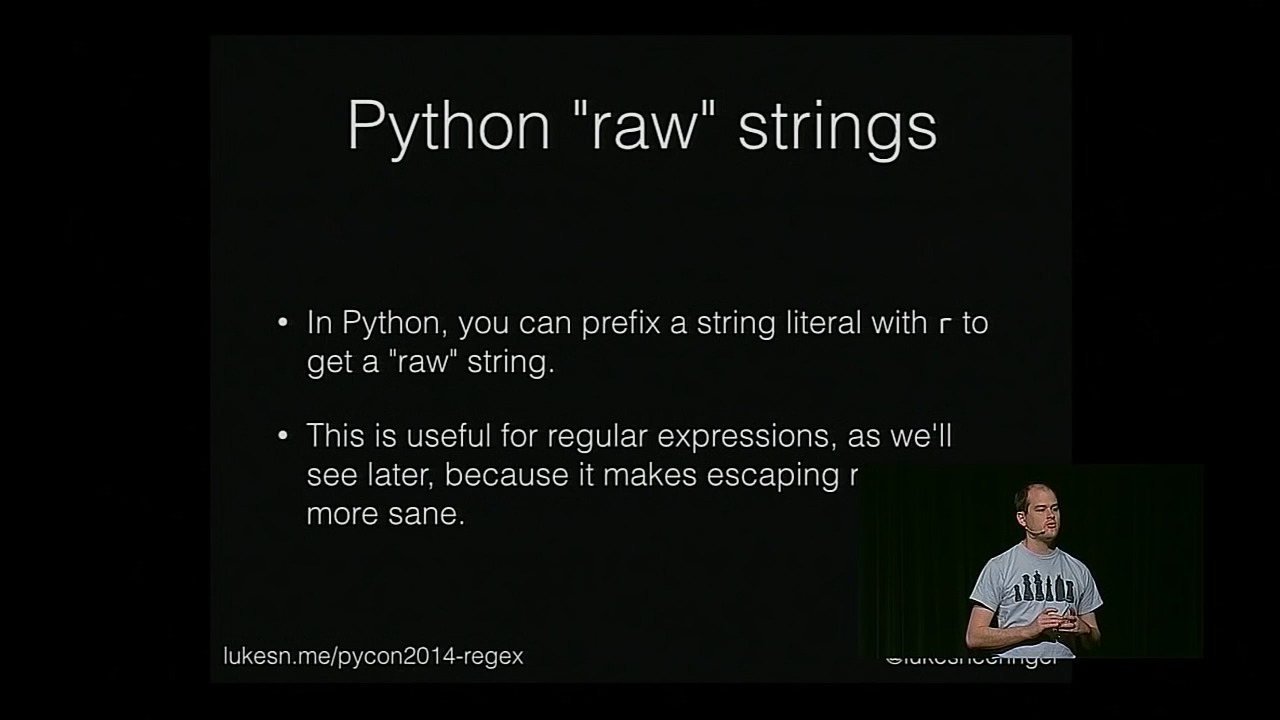 Python "raw" strings
• In Python, you can prefix a string literal with r to
get a "raw" string.
• This is useful for regular expressions, as we'll
see later, because it makes escaping
more sane.
lukesn.me/pycon2014-regex